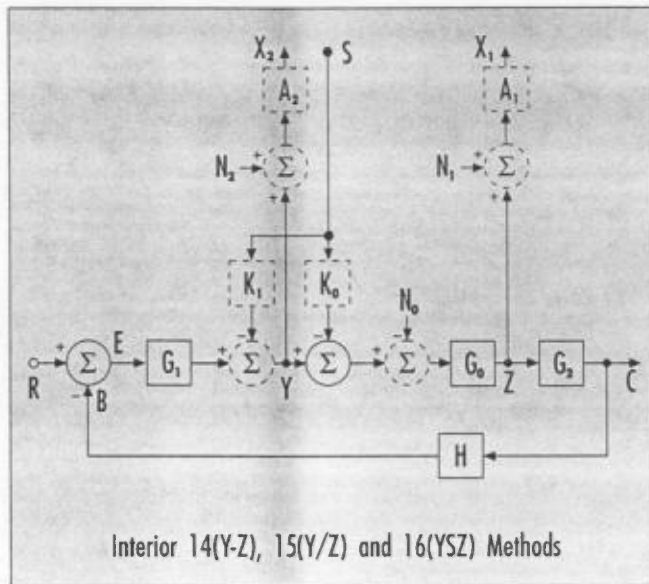 X₂ S X₁
A₂ A₁
+ +
N₂ Σ N₁ Σ
+ +
K₁ K₀
N₀
− − −
+ E + + +
R Σ G₁ Σ Y Σ Σ G₀ Z G₂ C
− B
H
Interior 14(Y-Z), 15(Y/Z) and 16(YSZ) Methods